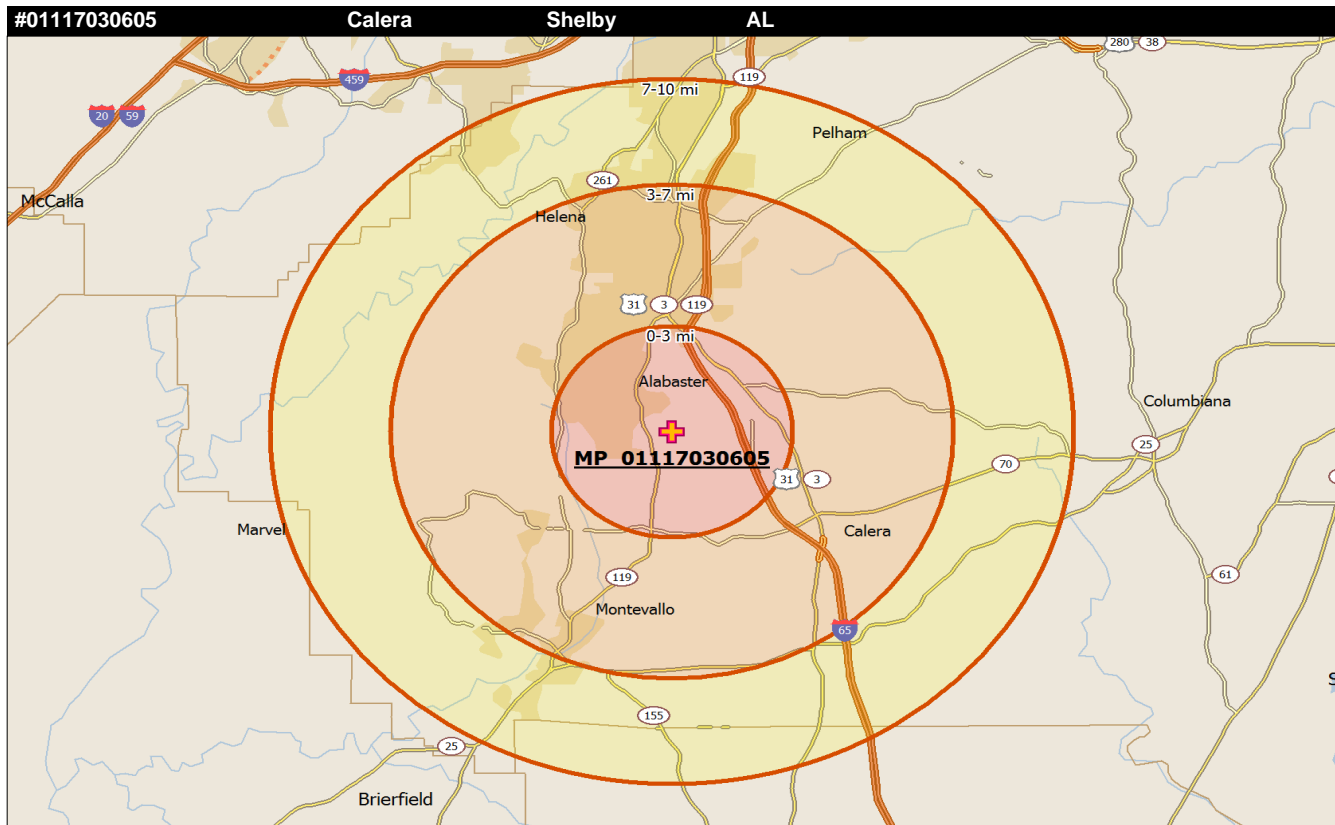 #01117030605 Calera Shelby AL
280 38
119
459
7-10 mi
20 59
Pelham
261
McCalla
3-7 mi
Helena
31 3 119
0-3 mi
Alabaster
Columbiana
25
MP 01117030605
70
31 3
Marvel
Calera
119
61
Montevallo
65
S
155
25
Brierfield